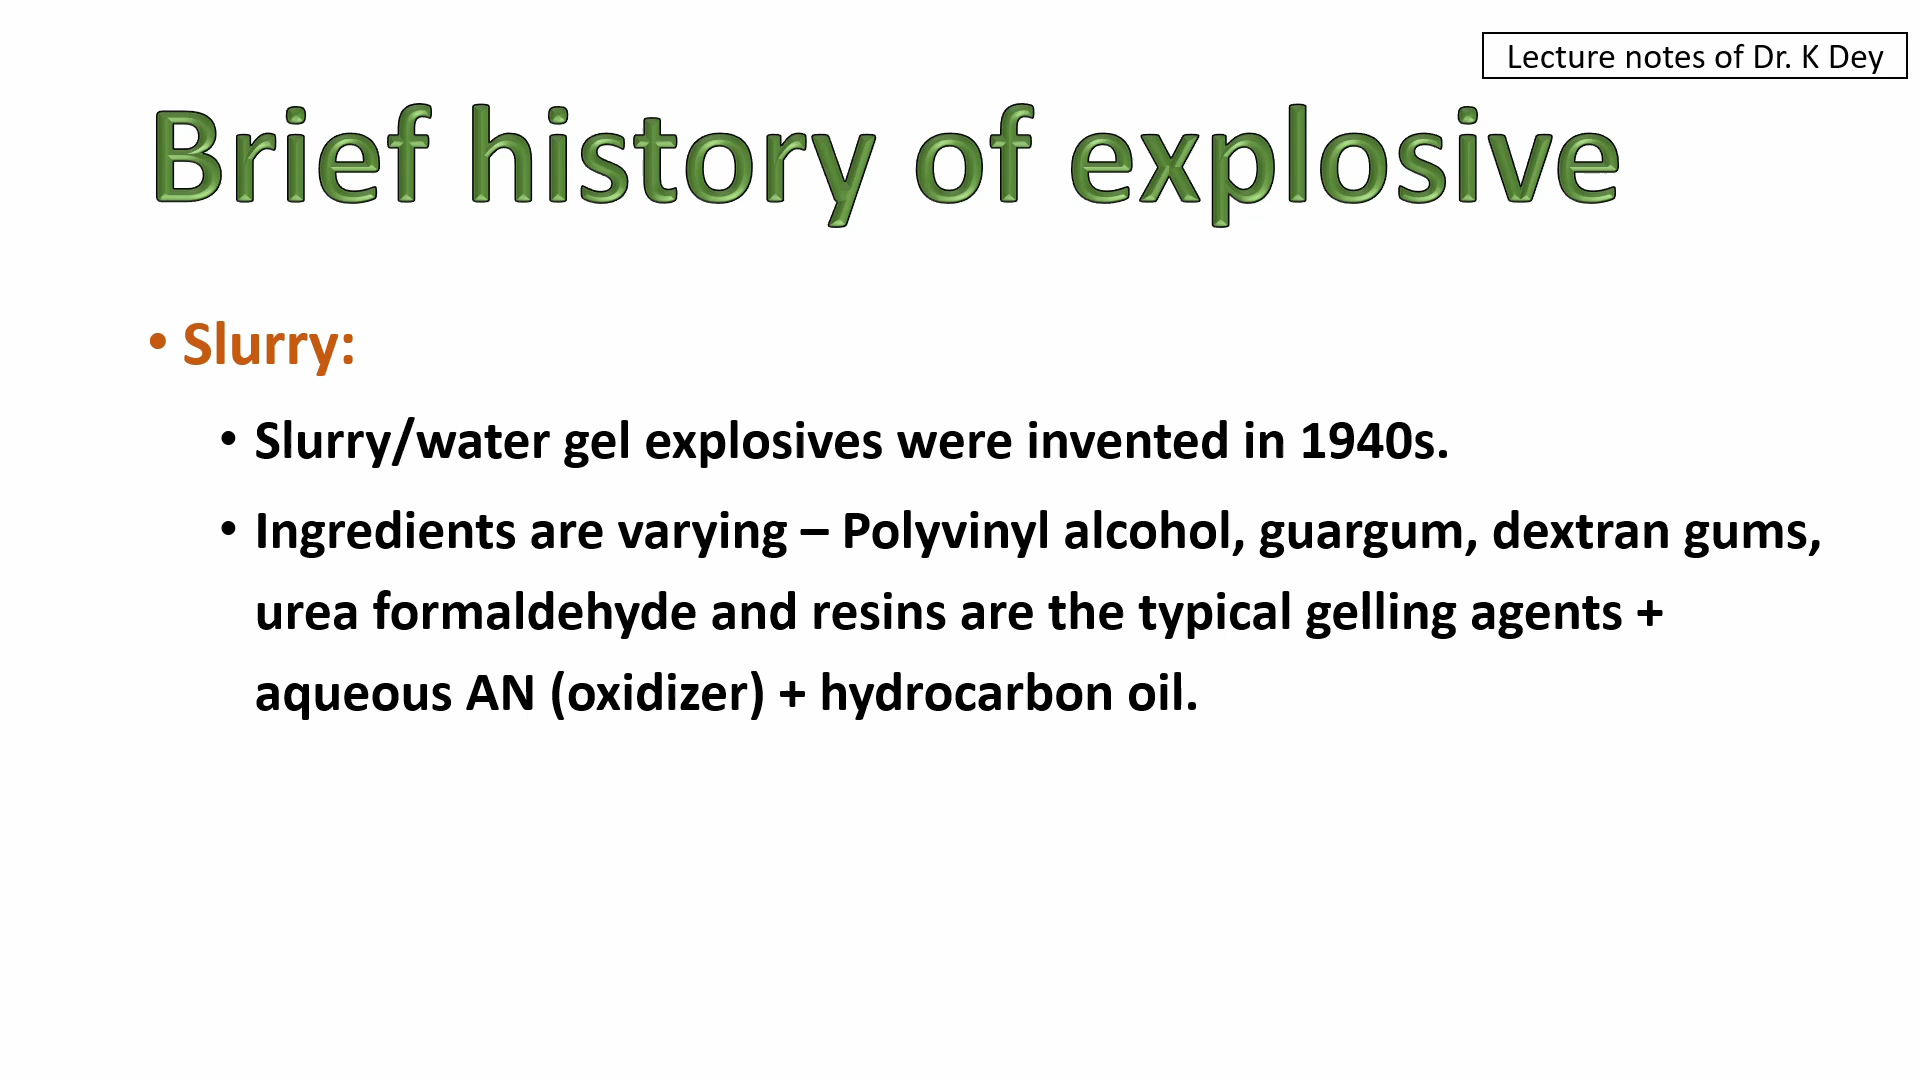 Lecture notes of Dr. K Dey
Brief history of explosive
• Slurry:
• Slurry/water gel explosives were invented in 1940s.
• Ingredients are varying – Polyvinyl alcohol, guargum, dextran gums,
urea formaldehyde and resins are the typical gelling agents +
aqueous AN (oxidizer) + hydrocarbon oil.